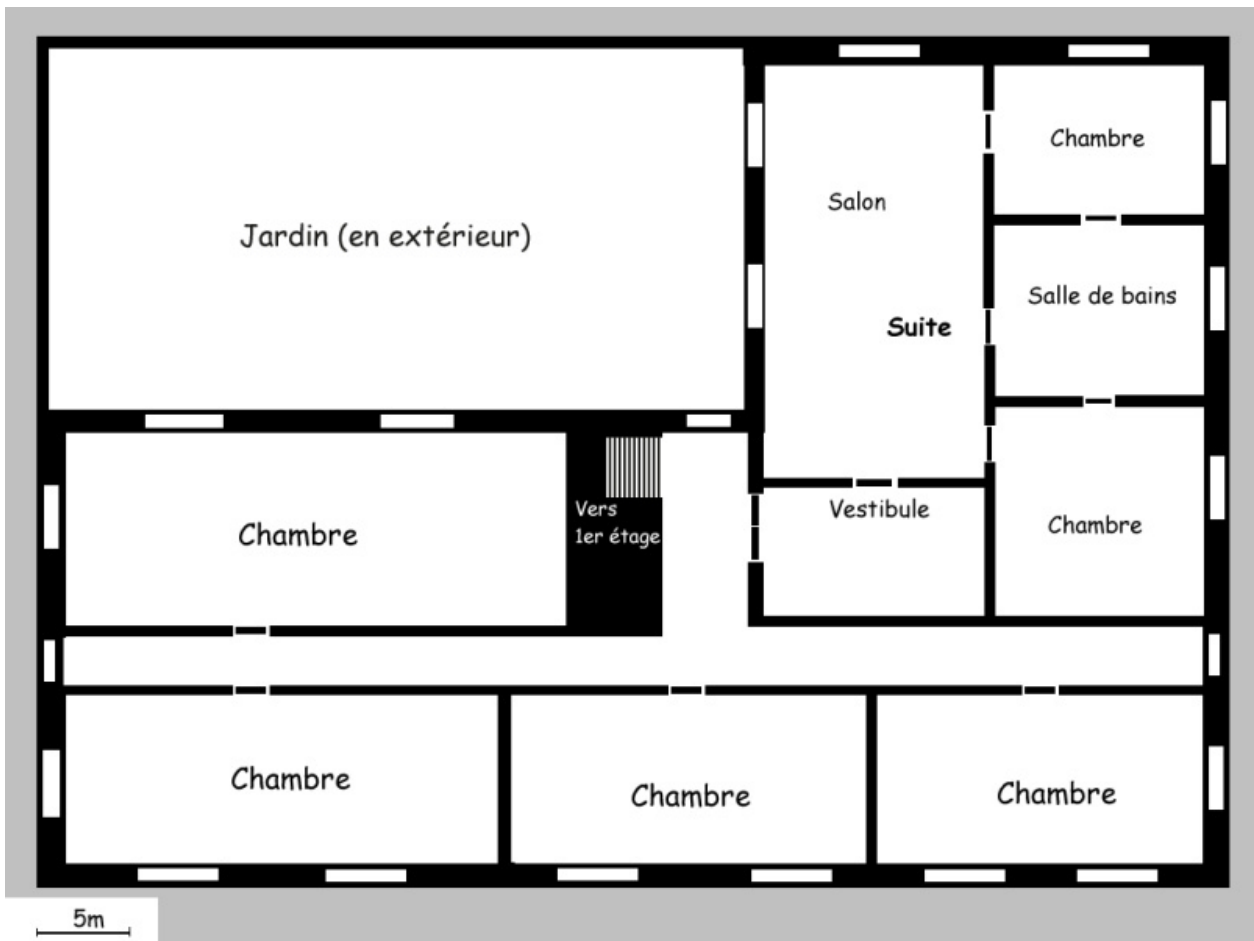 Chambre
Salon
Jardin (en extérieur)
Salle de bains
Suite
Vers
1er étage
Vestibule
Chambre
Chambre
Chambre
Chambre
Chambre
5m